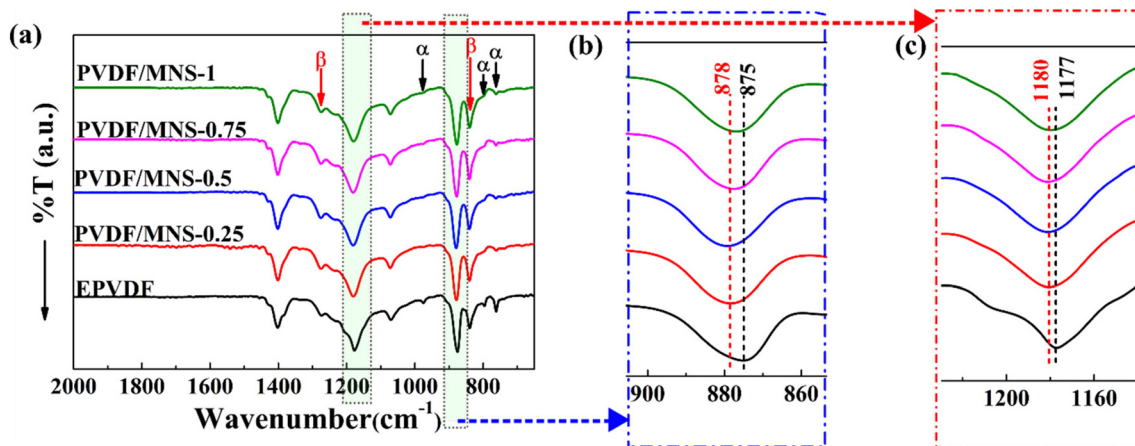 (a)
β
α
α
β
α
PVDF/MNS-1
PVDF/MNS-0.75
PVDF/MNS-0.5
PVDF/MNS-0.25
EPVDF
%T (a.u.)
2000 1800 1600 1400 1200 1000 800
Wavenumber(cm⁻¹)
(b)
878
875
900 880 860
(c)
1180
1177
1200 1160